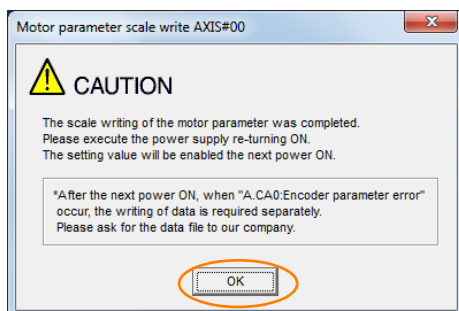 Motor parameter scale write AXIS#00
CAUTION
The scale writing of the motor parameter was completed.
Please execute the power supply re-turning ON.
The setting value will be enabled the next power ON.
*After the next power ON, when "A.CA0:Encoder parameter error"
occur, the writing of data is required separately.
Please ask for the data file to our company.
OK